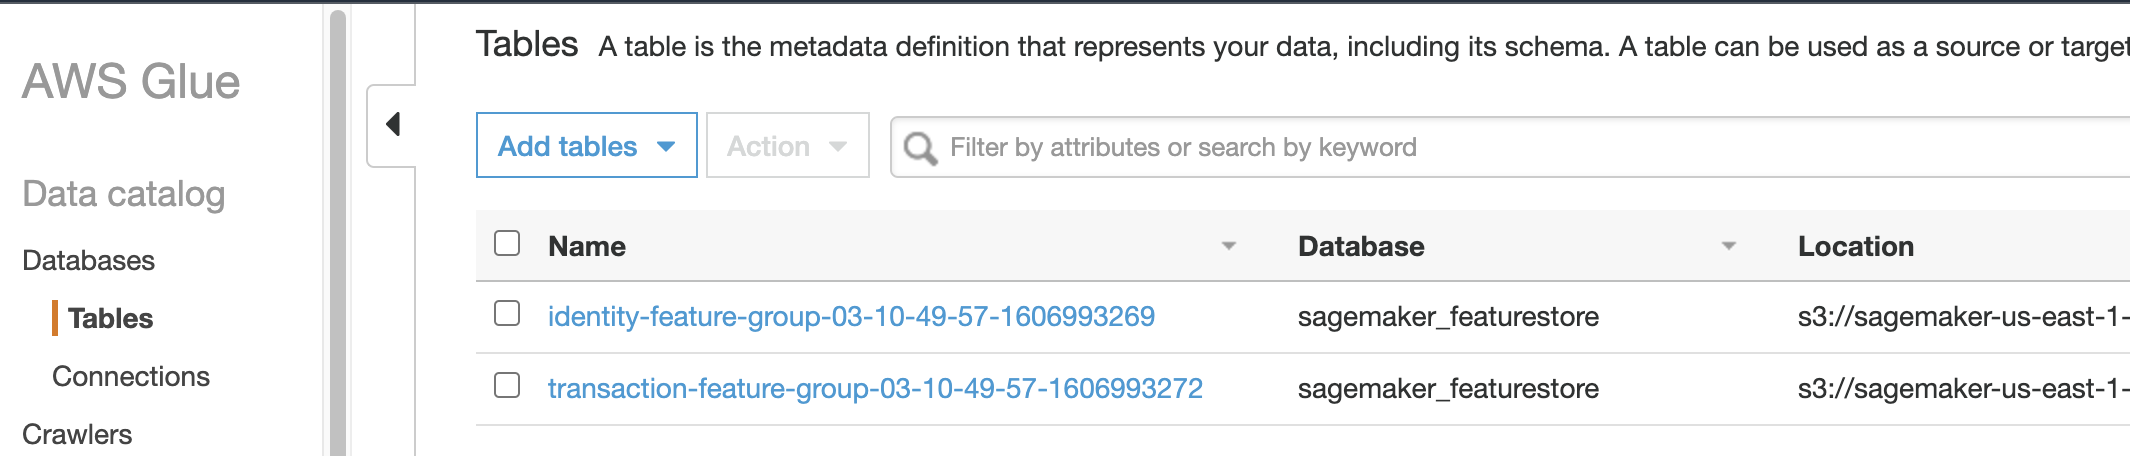 AWS Glue
Data catalog
Databases
Tables
Connections
Crawlers
Tables A table is the metadata definition that represents your data, including its schema. A table can be used as a source or target
Add tables Action Filter by attributes or search by keyword
Name Database Location
identity-feature-group-03-10-49-57-1606993269 sagemaker_featurestore s3://sagemaker-us-east-1-
transaction-feature-group-03-10-49-57-1606993272 sagemaker_featurestore s3://sagemaker-us-east-1-